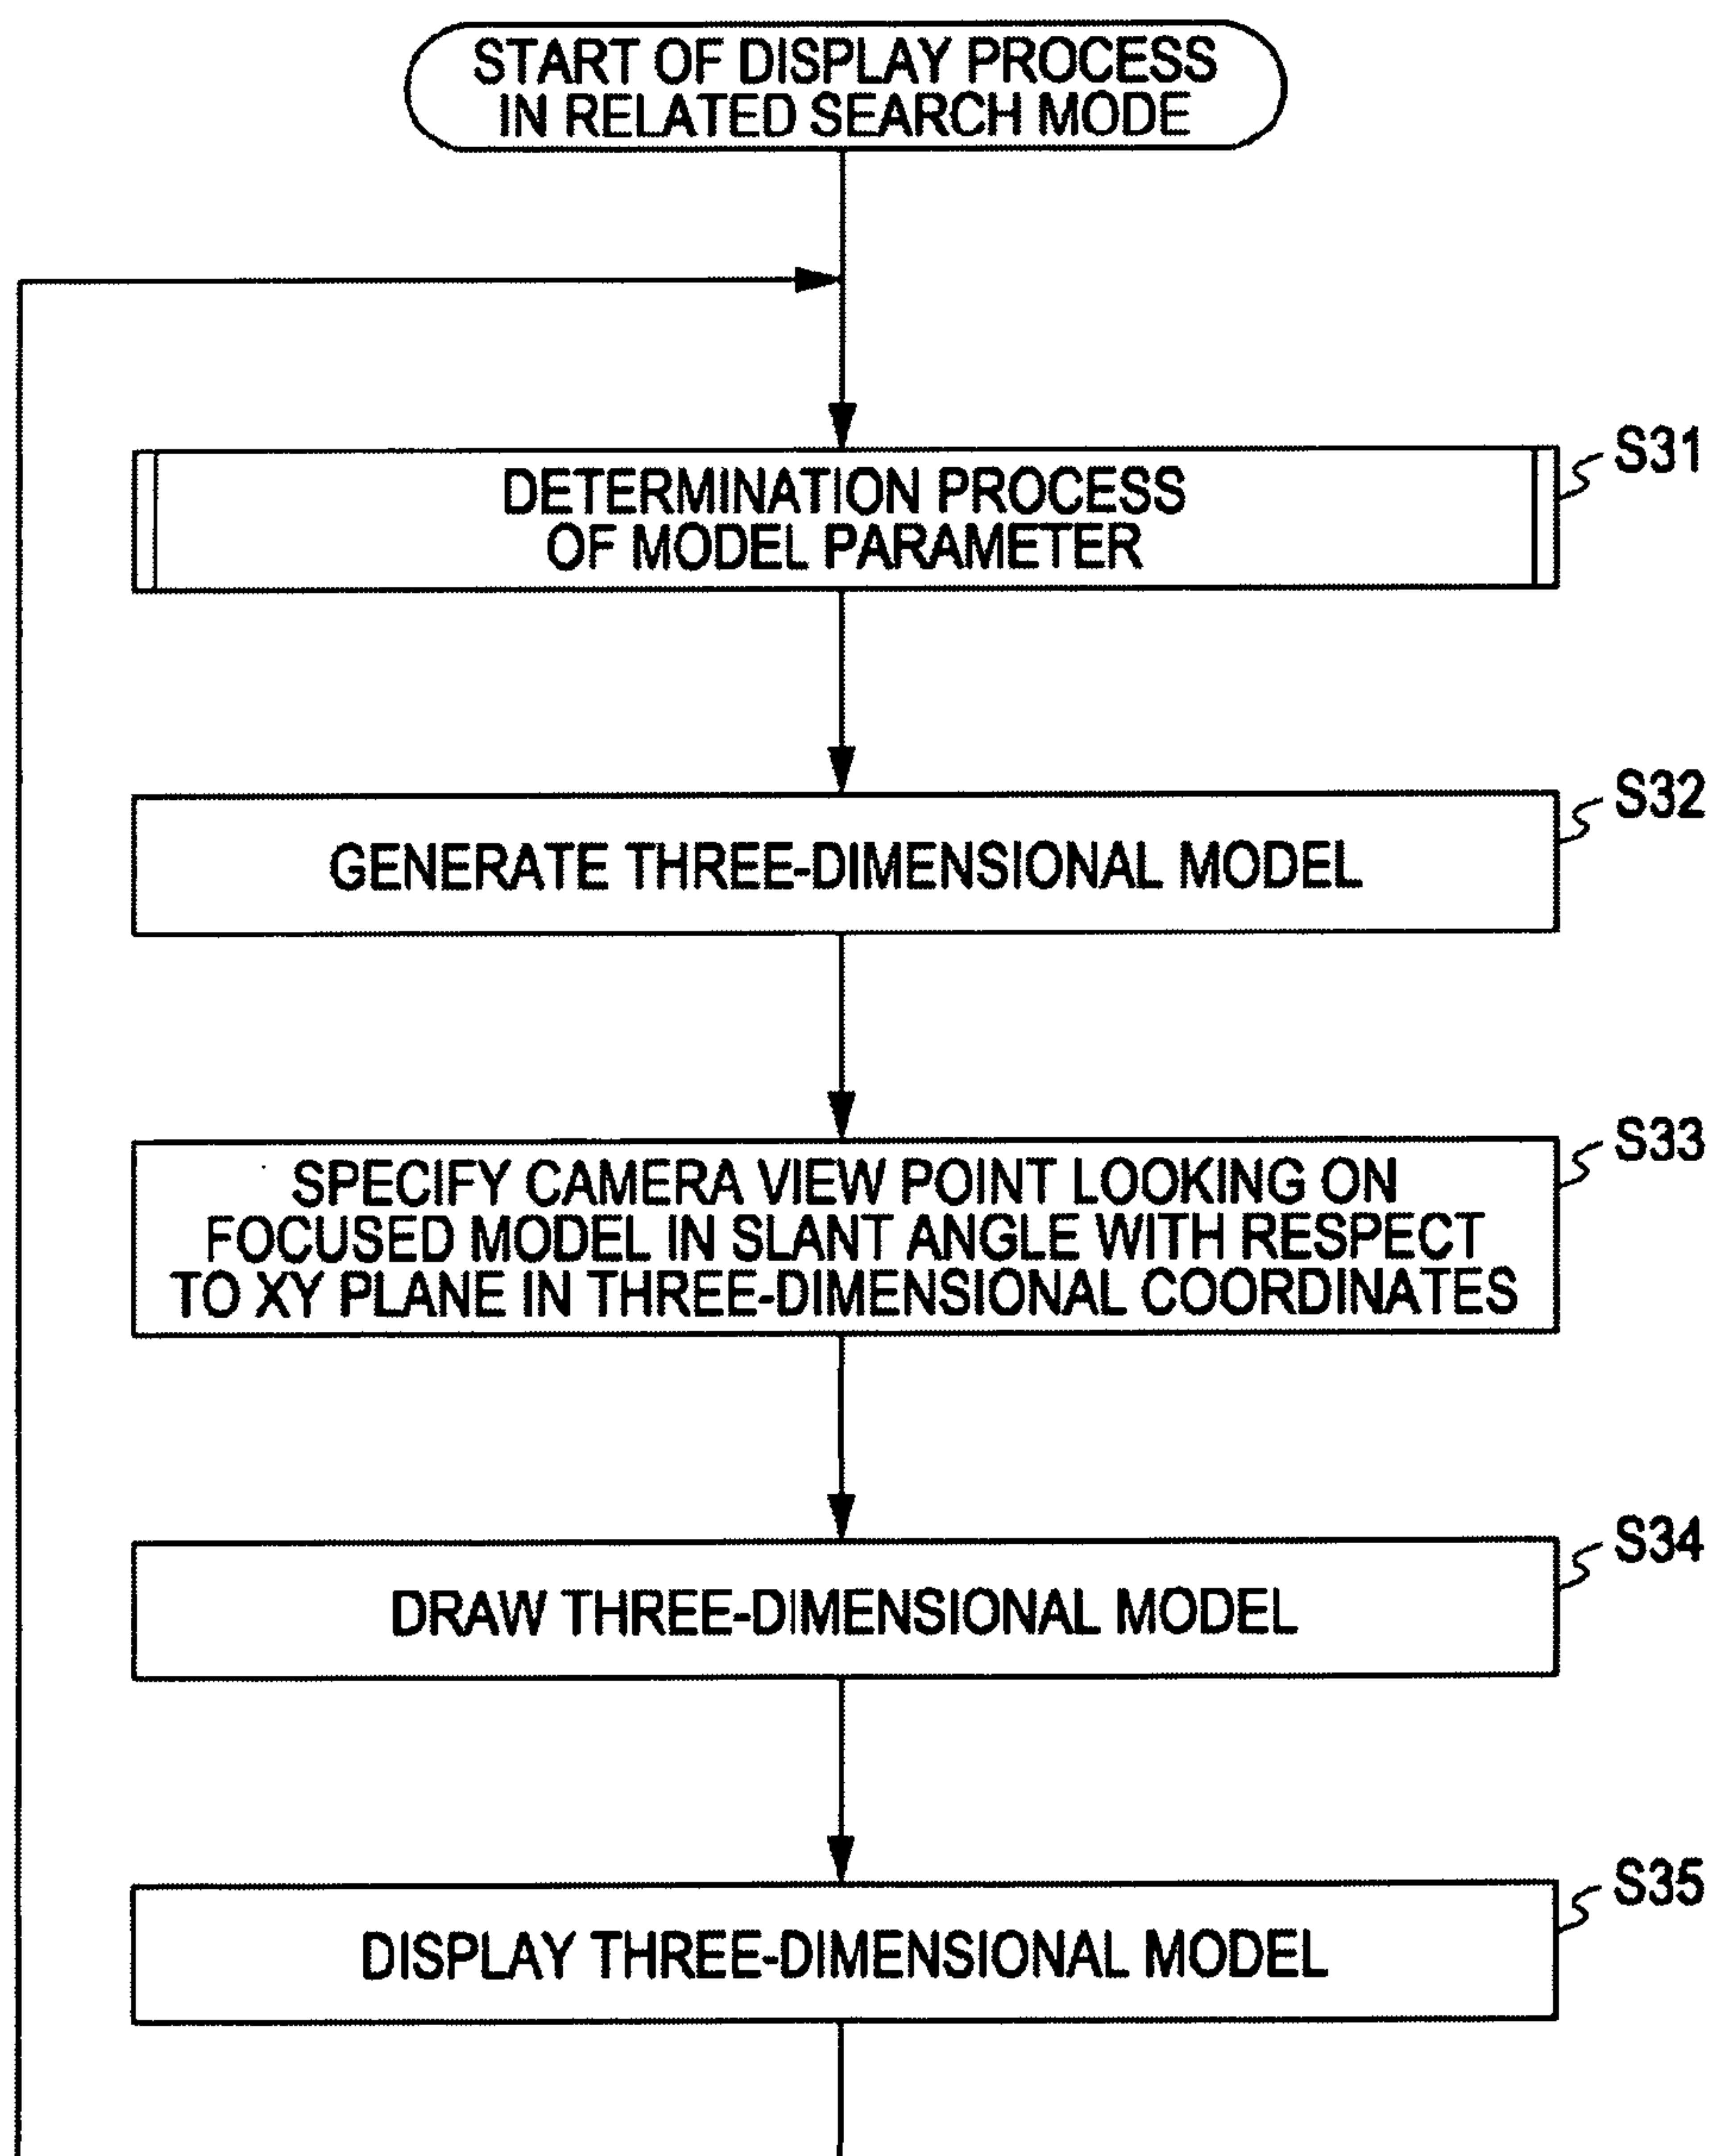 START OF DISPLAY PROCESS
IN RELATED SEARCH MODE
S31
DETERMINATION PROCESS
OF MODEL PARAMETER
S32
GENERATE THREE-DIMENSIONAL MODEL
S33
SPECIFY CAMERA VIEW POINT LOOKING ON
FOCUSED MODEL IN SLANT ANGLE WITH RESPECT
TO XY PLANE IN THREE-DIMENSIONAL COORDINATES
S34
DRAW THREE-DIMENSIONAL MODEL
S35
DISPLAY THREE-DIMENSIONAL MODEL